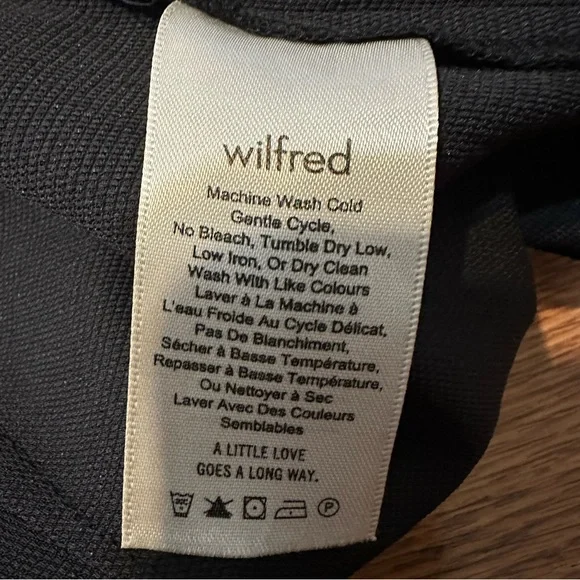 wilfred
Machine Wash Cold
Gentle Cycle,
No Bleach, Tumble Dry Low,
Low Iron, Or Dry Clean
Wash With Like Colours
Laver à La Machine à
L'eau Froide Au Cycle Délicat,
Pas De Blanchiment,
Sécher à Basse Température,
Repasser à Basse Température,
Ou Nettoyer à Sec
Laver Avec Des Couleurs
Semblables
A LITTLE LOVE
GOES A LONG WAY.
P